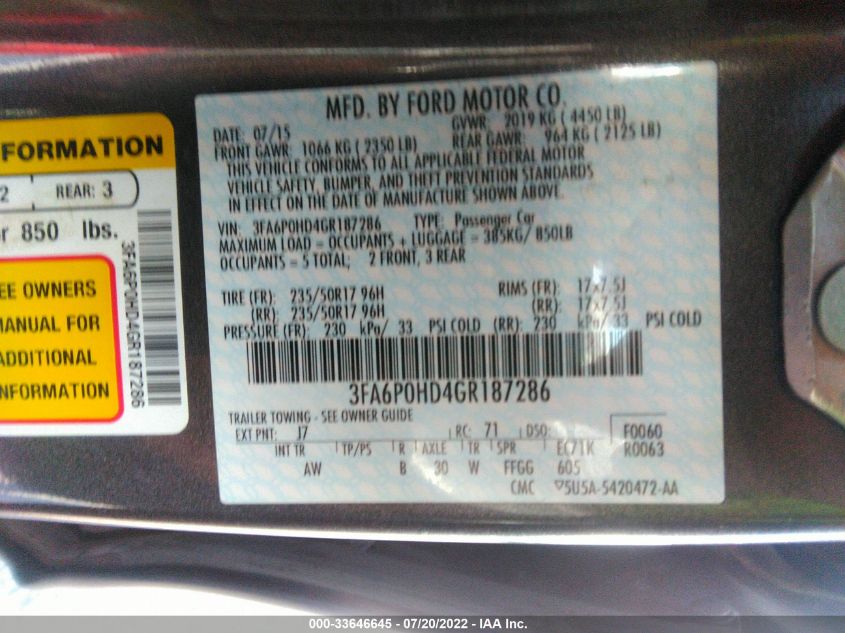 MFD. BY FORD MOTOR CO.
DATE: 07/15 GVWR: 2019 KG ( 4450 LB)
FRONT GAWR: 1066 KG ( 2350 LB) REAR GAWR: 964 KG ( 2125 LB)
THIS VEHICLE CONFORMS TO ALL APPLICABLE FEDERAL MOTOR
VEHICLE SAFETY, BUMPER, AND THEFT PREVENTION STANDARDS
IN EFFECT ON THE DATE OF MANUFACTURE SHOWN ABOVE.
VIN: 3FA6P0HD4GR187286 TYPE: Passenger Car
MAXIMUM LOAD = OCCUPANTS + LUGGAGE = 385KG/ 850LB
OCCUPANTS = 5 TOTAL, 2 FRONT, 3 REAR
TIRE (FR): 235/50R17 96H RIMS (FR): 17x7.5J
(RR): 235/50R17 96H (RR): 17x7.5J
PRESSURE (FR): 230 kPa/ 33 PSI COLD (RR): 230 kPa/ 33 PSI COLD
3FA6P0HD4GR187286
TRAILER TOWING - SEE OWNER GUIDE
EXT PNT: J7 RC: 71 DSO: F0060
INT TR TP/PS R AXLE TR SPR EC71K R0063
AW B 30 W FFGG 605
CMC 5U5A-5420472-AA
FORMATION
2 REAR: 3
r 850 lbs.
EE OWNERS
MANUAL FOR
ADDITIONAL
NFORMATION
3FA6P0HD4GR187286
000-33646645 - 07/20/2022 - IAA Inc.